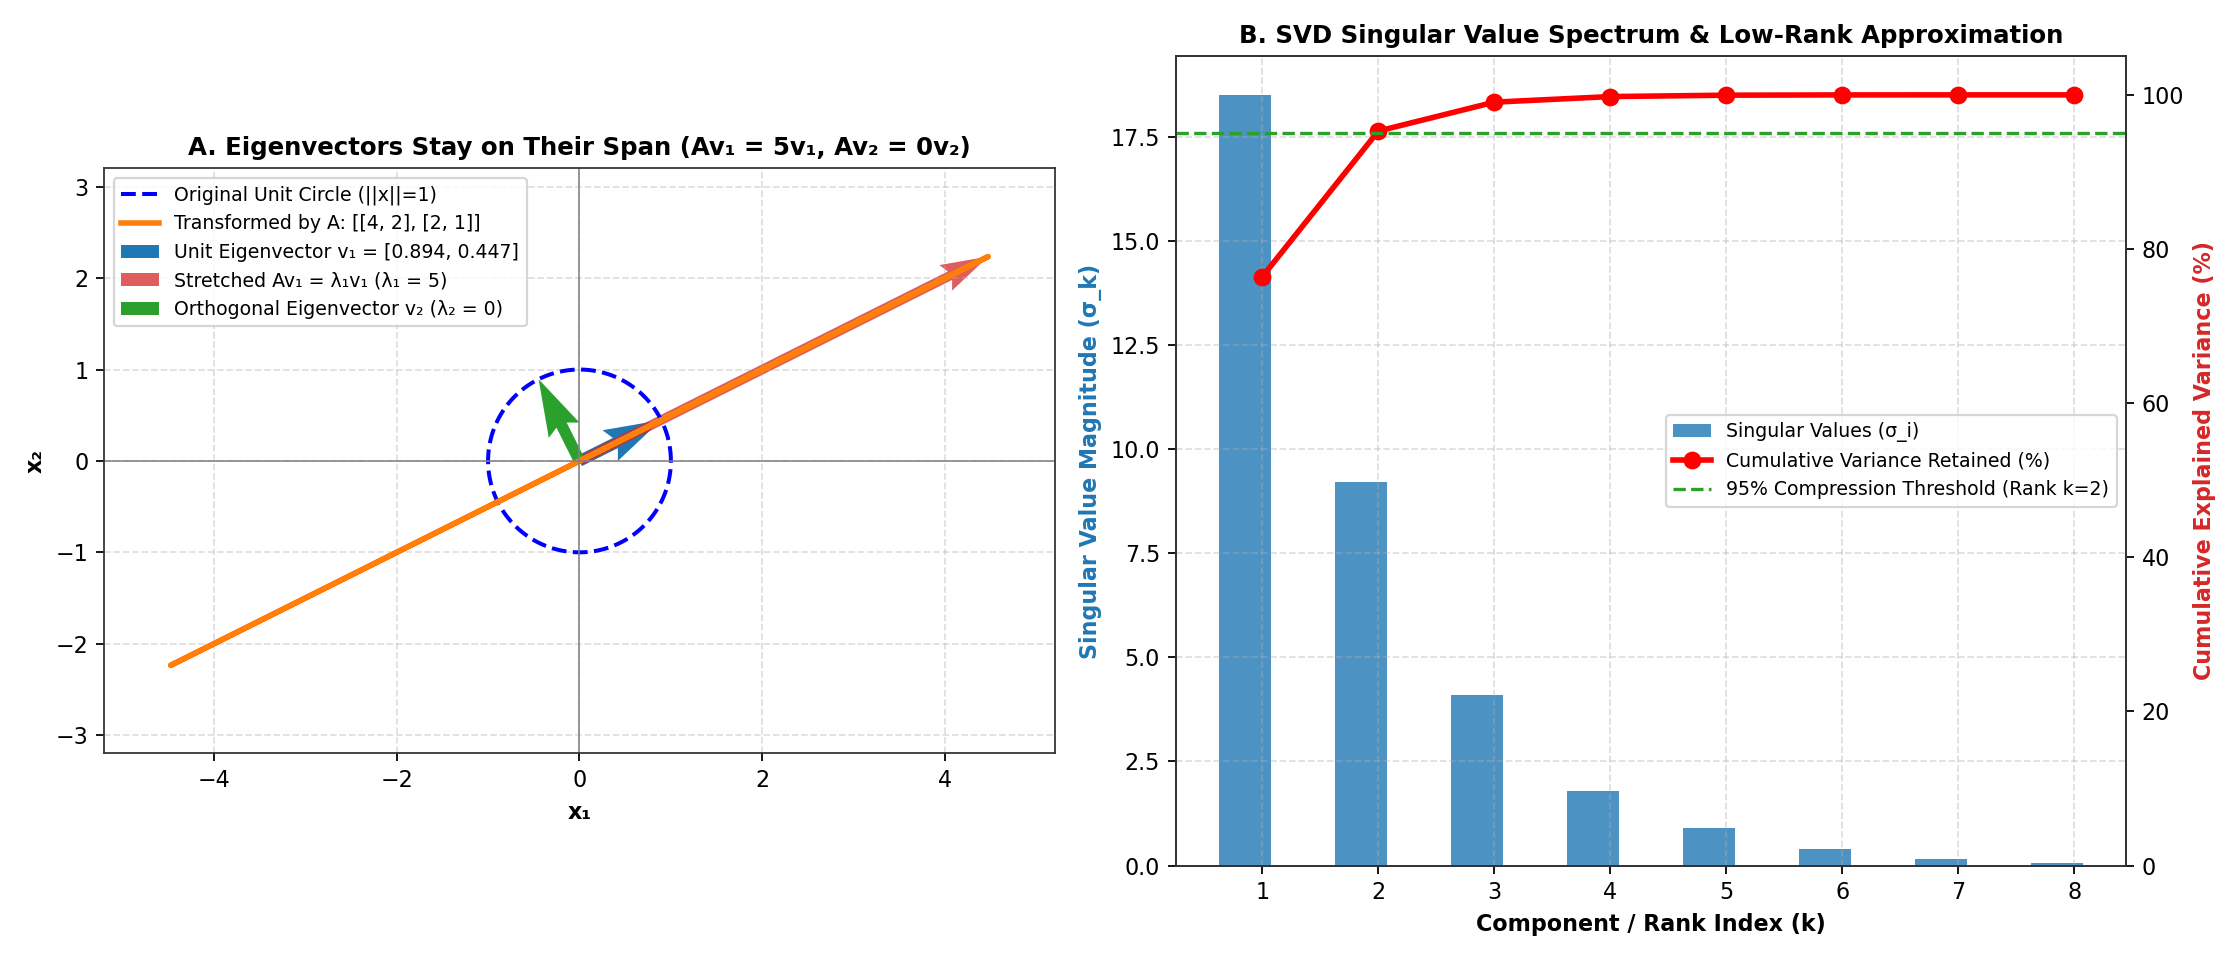 A. Eigenvectors Stay on Their Span (Av₁ = 5v₁, Av₂ = 0v₂)
Original Unit Circle (||x||=1)
Transformed by A: [[4, 2], [2, 1]]
Unit Eigenvector v₁ = [0.894, 0.447]
Stretched Av₁ = λ₁v₁ (λ₁ = 5)
Orthogonal Eigenvector v₂ (λ₂ = 0)
3
2
1
0
−1
−2
−3
x₂
−4
−2
0
2
4
x₁
B. SVD Singular Value Spectrum & Low-Rank Approximation
Singular Value Magnitude (σ_k)
17.5
15.0
12.5
10.0
7.5
5.0
2.5
0.0
Singular Values (σ_i)
Cumulative Variance Retained (%)
95% Compression Threshold (Rank k=2)
100
80
60
40
20
0
Cumulative Explained Variance (%)
1
2
3
4
5
6
7
8
Component / Rank Index (k)